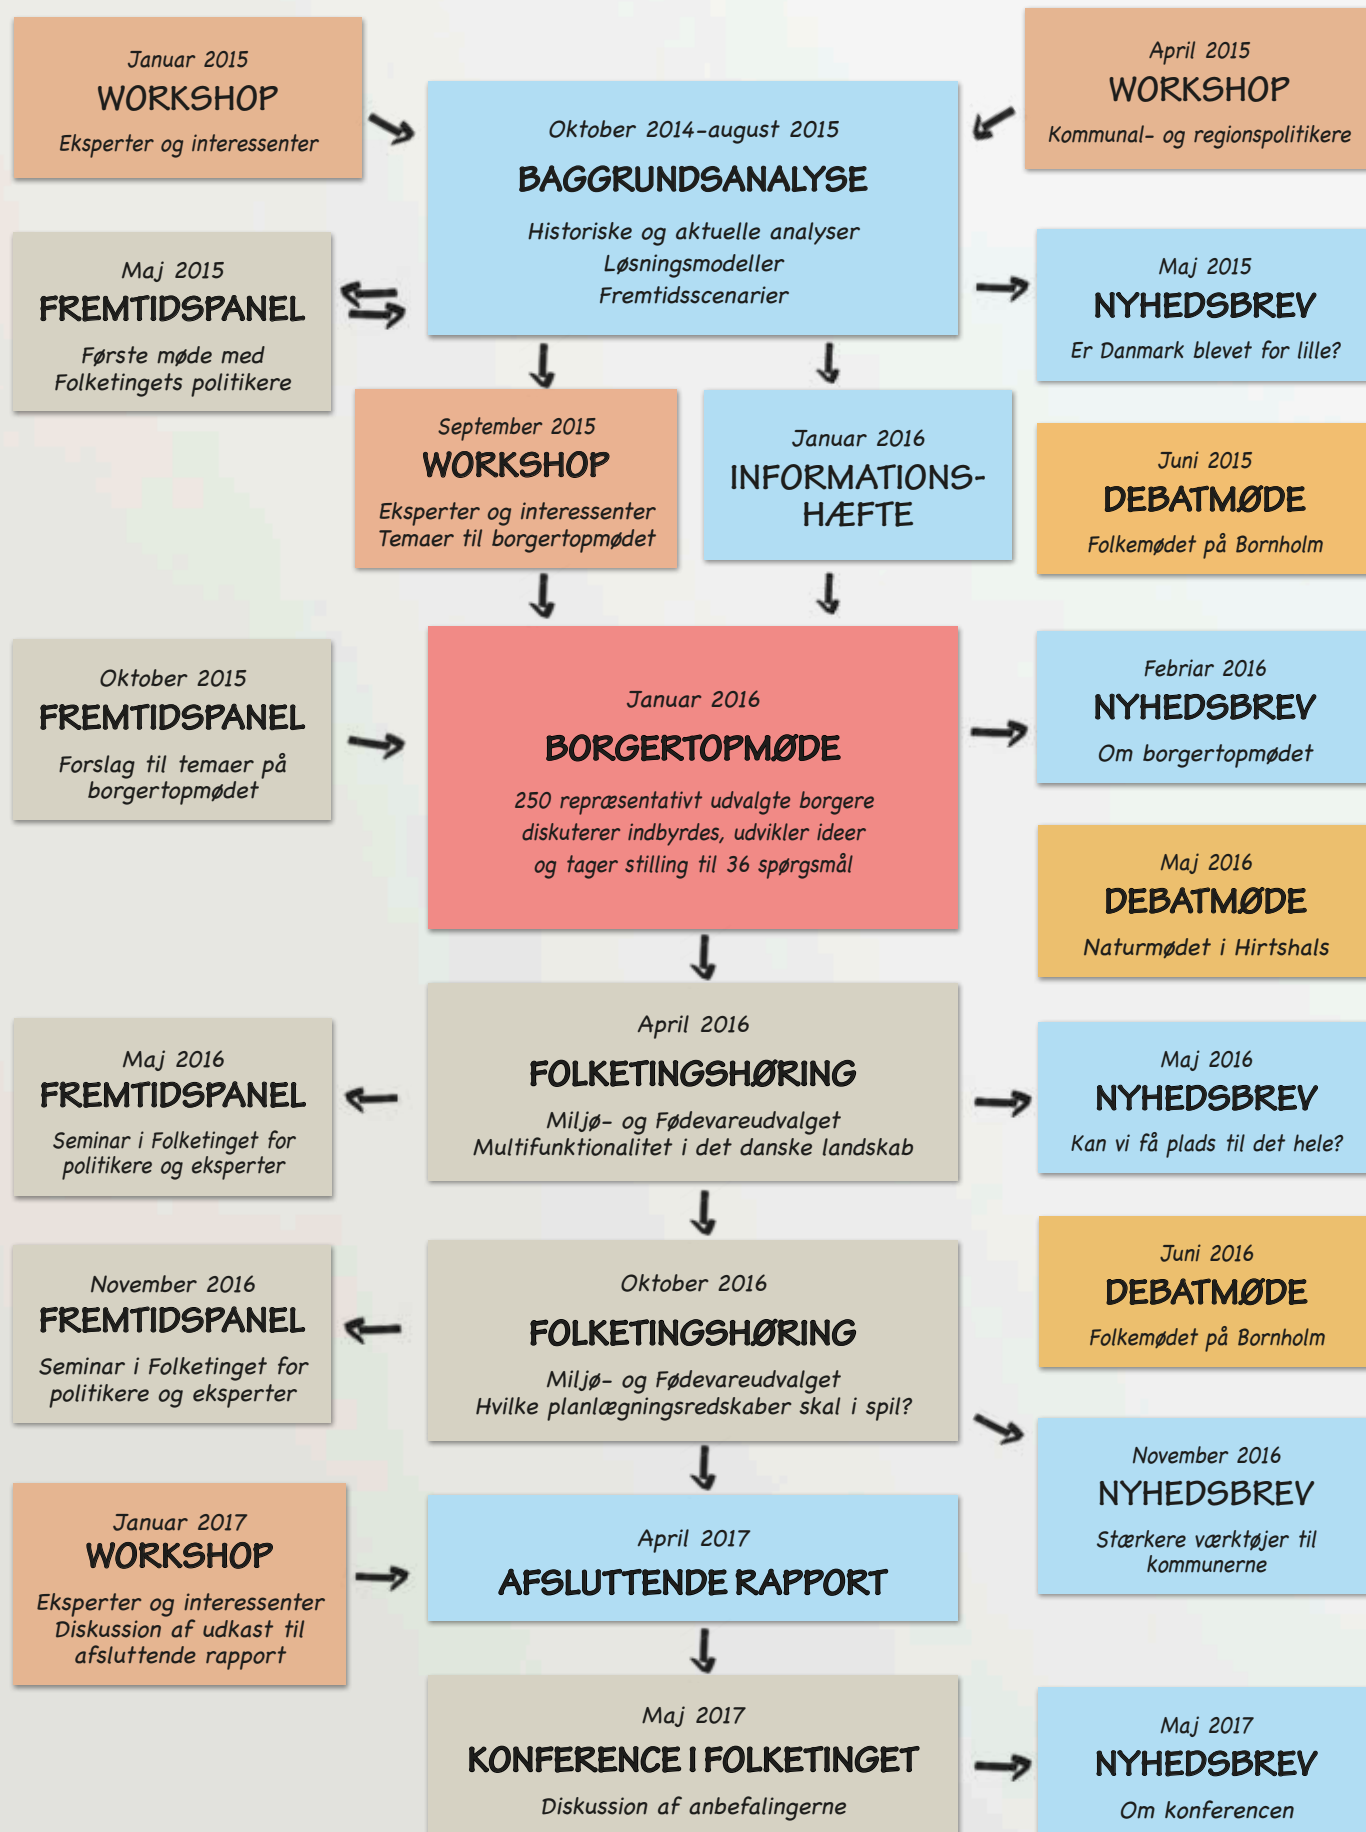 Januar 2015
WORKSHOP
Eksperter og interessenter
April 2015
WORKSHOP
Kommunal- og regionspolitikere
Oktober 2014-august 2015
BAGGRUNDSANALYSE
Historiske og aktuelle analyser
Løsningsmodeller
Fremtidsscenarier
Maj 2015
FREMTIDSPANEL
Første møde med
Folketingets politikere
Maj 2015
NYHEDSBREV
Er Danmark blevet for lille?
September 2015
WORKSHOP
Eksperter og interessenter
Temaer til borgertopmødet
Januar 2016
INFORMATIONS-
HÆFTE
Juni 2015
DEBATMØDE
Folkemødet på Bornholm
Oktober 2015
FREMTIDSPANEL
Forslag til temaer på
borgertopmødet
Januar 2016
BORGERTOPMØDE
250 repræsentativt udvalgte borgere
diskuterer indbyrdes, udvikler ideer
og tager stilling til 36 spørgsmål
Febriar 2016
NYHEDSBREV
Om borgertopmødet
Maj 2016
DEBATMØDE
Naturmødet i Hirtshals
Maj 2016
FREMTIDSPANEL
Seminar i Folketinget for
politikere og eksperter
April 2016
FOLKETINGSHØRING
Miljø- og Fødevareudvalget
Multifunktionalitet i det danske landskab
Maj 2016
NYHEDSBREV
Kan vi få plads til det hele?
November 2016
FREMTIDSPANEL
Seminar i Folketinget for
politikere og eksperter
Oktober 2016
FOLKETINGSHØRING
Miljø- og Fødevareudvalget
Hvilke planlægningsredskaber skal i spil?
Juni 2016
DEBATMØDE
Folkemødet på Bornholm
November 2016
NYHEDSBREV
Stærkere værktøjer til
kommunerne
Januar 2017
WORKSHOP
Eksperter og interessenter
Diskussion af udkast til
afsluttende rapport
April 2017
AFSLUTTENDE RAPPORT
Maj 2017
KONFERENCE I FOLKETINGET
Diskussion af anbefalingerne
Maj 2017
NYHEDSBREV
Om konferencen